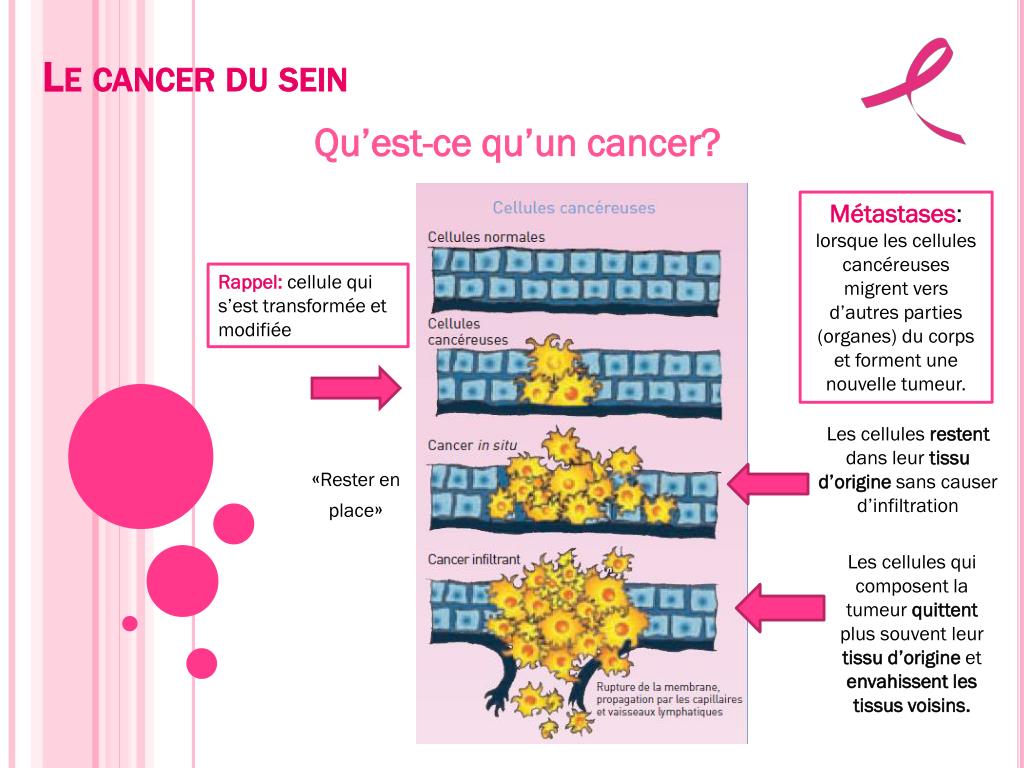 LE CANCER DU SEIN
Qu’est-ce qu’un cancer?
Cellules cancéreuses
Cellules normales
Rappel: cellule qui
s’est transformée et
modifiée
Cellules
cancéreuses
Cancer in situ
«Rester en
place»
Cancer infiltrant
Rupture de la membrane,
propagation par les capillaires
et vaisseaux lymphatiques
Métastases:
lorsque les cellules
cancéreuses
migrent vers
d’autres parties
(organes) du corps
et forment une
nouvelle tumeur.
Les cellules restent
dans leur tissu
d’origine sans causer
d’infiltration
Les cellules qui
composent la
tumeur quittent
plus souvent leur
tissu d’origine et
envahissent les
tissus voisins.